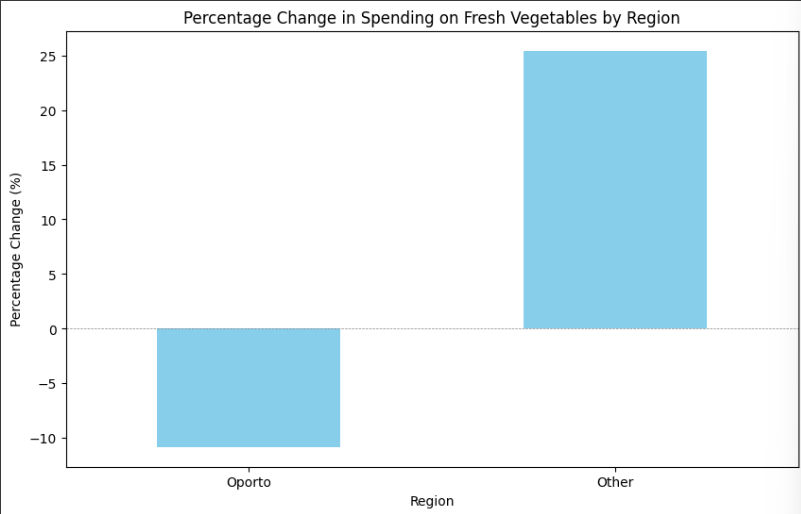 Percentage Change in Spending on Fresh Vegetables by Region
Percentage Change (%)
25
20
15
10
5
0
−5
−10
Oporto Other
Region